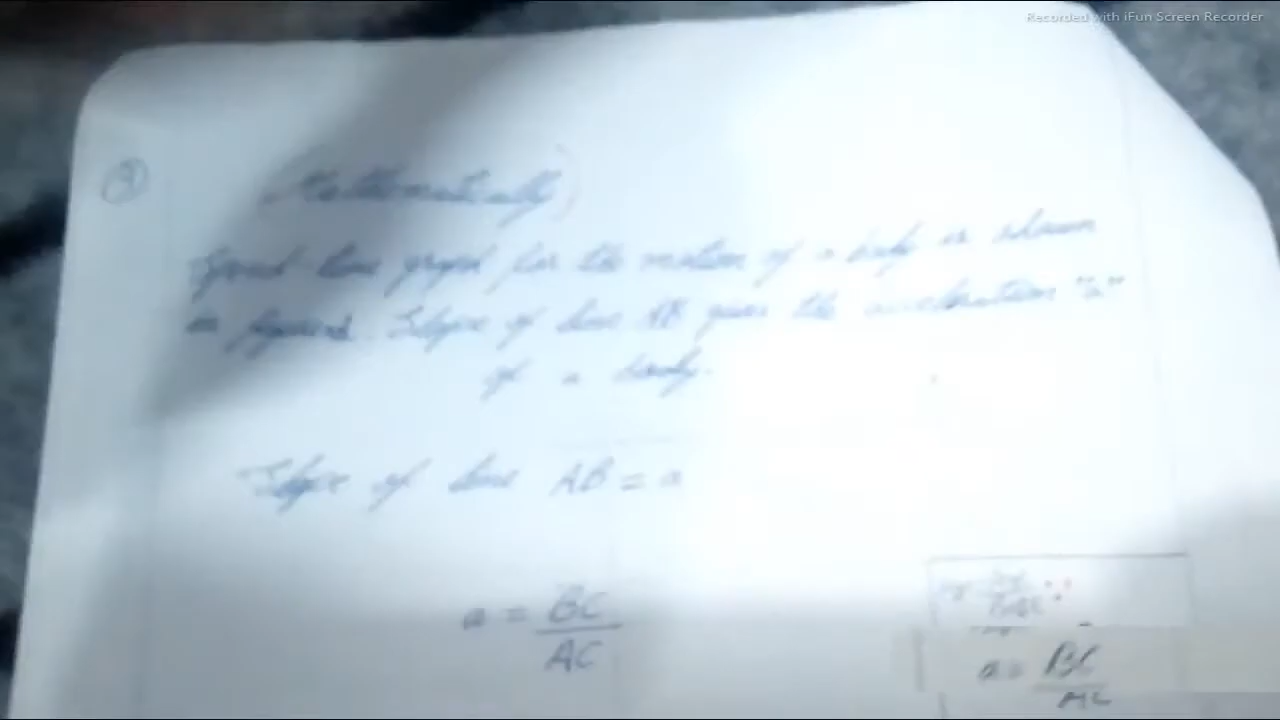 Recorded with iFun Screen Recorder
Mathematically)
Speed time graph for the motion of a body is shown
in figure. Slope of line AB gives the acceleration "a"
of a body.
Slope of line AB = a
a = BC
AC
a = BC
AC